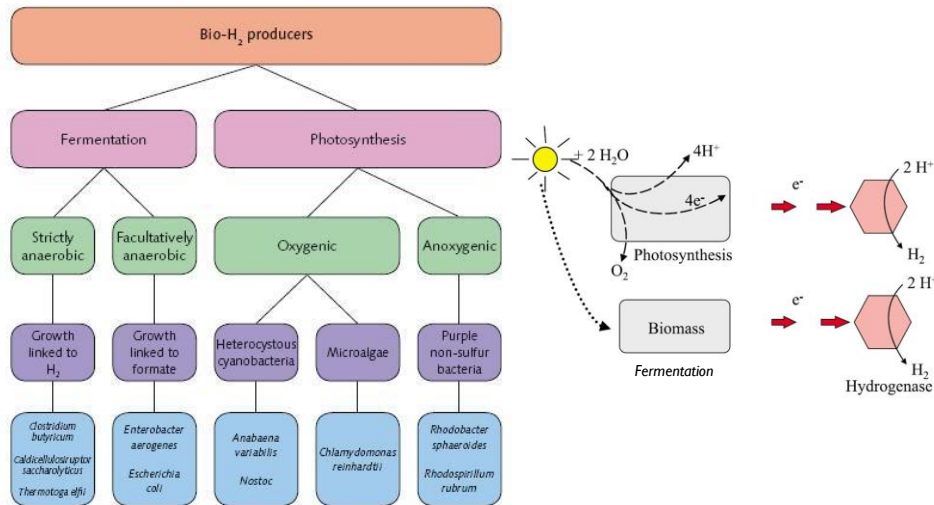 Bio-H₂ producers
Fermentation
Photosynthesis
Strictly
anaerobic
Facultatively
anaerobic
Oxygenic
Anoxygenic
Growth
linked to
H₂
Growth
linked to
formate
Heterocystous
cyanobacteria
Microalgae
Purple
non-sulfur
bacteria
Clostridium
butyricum
Caldicellulosiruptor
saccharolyticus
Thermotoga elfii
Enterobacter
aerogenes
Escherichia
coli
Anabaena
variabilis
Nostoc
Chlamydomonas
reinhardtii
Rhodobacter
sphaeroides
Rhodospirillum
rubrum
+ 2 H₂O
4H⁺
4e⁻
O₂
Photosynthesis
e⁻
2 H⁺
H₂
Biomass
Fermentation
e⁻
2 H⁺
H₂
Hydrogenase